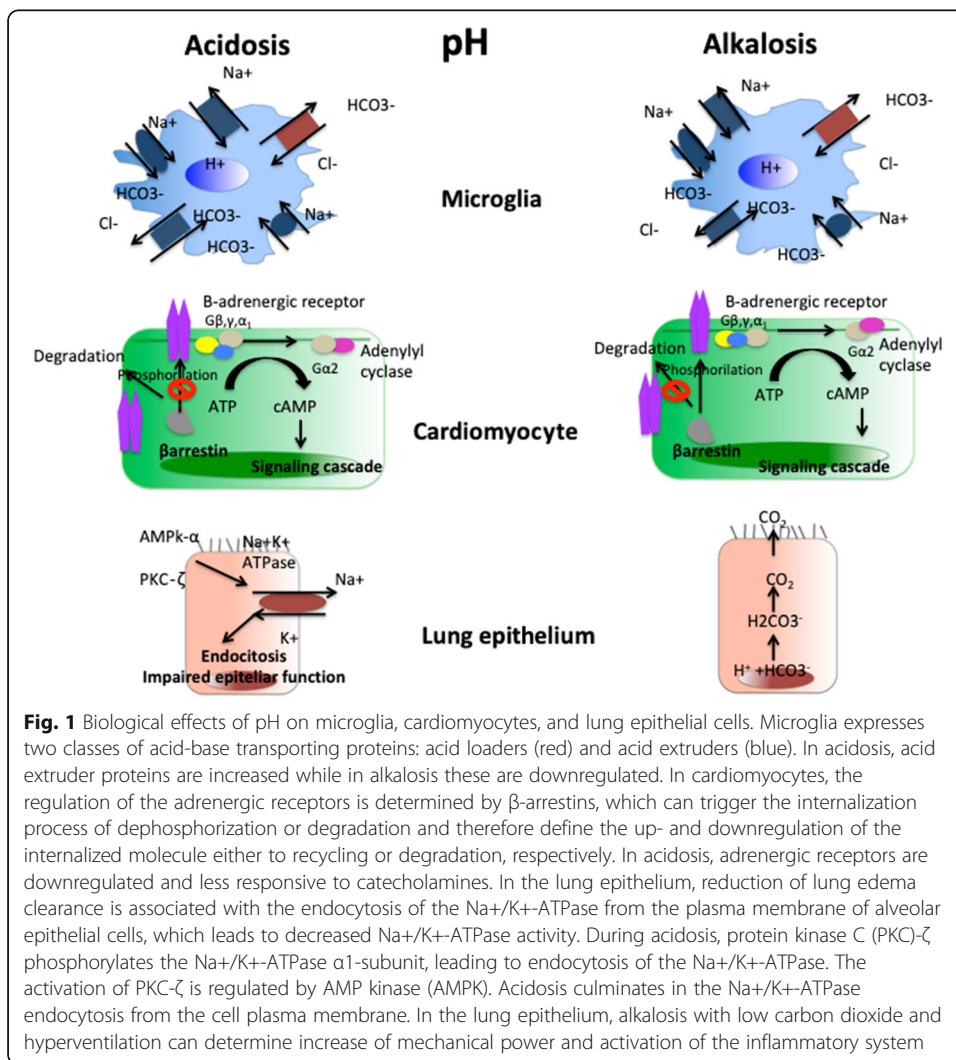 Acidosis
pH
Alkalosis
Na+
HCO3-
Na+
H+
Cl-
HCO3-
Cl-
HCO3-
Na+
HCO3-
Microglia
Na+
HCO3-
Na+
H+
Cl-
HCO3-
HCO3-
Cl-
Na+
HCO3-
B-adrenergic receptor
Gβ,γ,α1
Degradation
Phosphorilation
Gα2
Adenylyl
cyclase
ATP
cAMP
βarrestin
Signaling cascade
Cardiomyocyte
B-adrenergic receptor
Gβ,γ,α1
Degradation
Phosphorilation
Gα2
Adenylyl
cyclase
ATP
cAMP
βarrestin
Signaling cascade
AMPk-α
Na+K+
ATPase
PKC-ζ
Na+
K+
Endocitosis
Impaired epiteliar function
Lung epithelium
CO2
CO2
H2CO3-
H+ +HCO3-
Fig. 1 Biological effects of pH on microglia, cardiomyocytes, and lung epithelial cells. Microglia expresses
two classes of acid-base transporting proteins: acid loaders (red) and acid extruders (blue). In acidosis, acid
extruder proteins are increased while in alkalosis these are downregulated. In cardiomyocytes, the
regulation of the adrenergic receptors is determined by β-arrestins, which can trigger the internalization
process of dephosphorization or degradation and therefore define the up- and downregulation of the
internalized molecule either to recycling or degradation, respectively. In acidosis, adrenergic receptors are
downregulated and less responsive to catecholamines. In the lung epithelium, reduction of lung edema
clearance is associated with the endocytosis of the Na+/K+-ATPase from the plasma membrane of alveolar
epithelial cells, which leads to decreased Na+/K+-ATPase activity. During acidosis, protein kinase C (PKC)-ζ
phosphorylates the Na+/K+-ATPase α1-subunit, leading to endocytosis of the Na+/K+-ATPase. The
activation of PKC-ζ is regulated by AMP kinase (AMPK). Acidosis culminates in the Na+/K+-ATPase
endocytosis from the cell plasma membrane. In the lung epithelium, alkalosis with low carbon dioxide and
hyperventilation can determine increase of mechanical power and activation of the inflammatory system